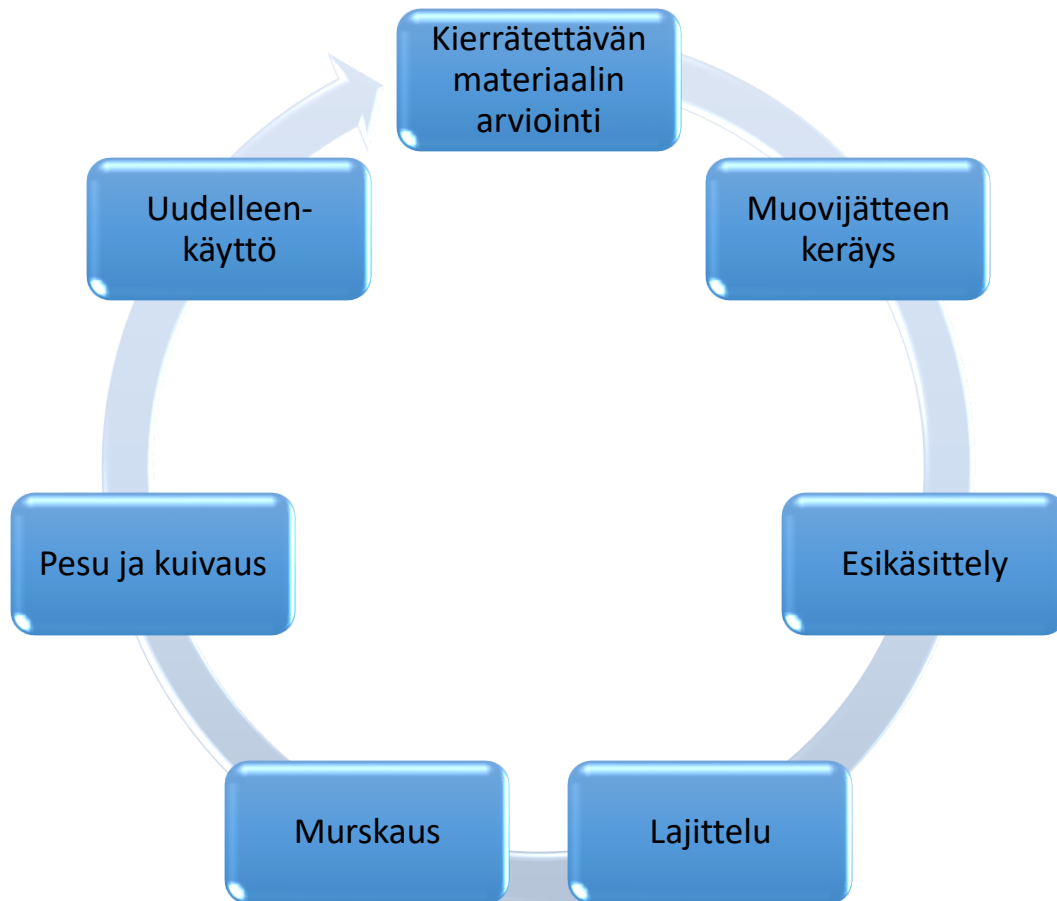 Kierrätettävän
materiaalin
arviointi
Muovijätteen
keräys
Esikäsittely
Lajittelu
Murskaus
Pesu ja kuivaus
Uudelleen-
käyttö